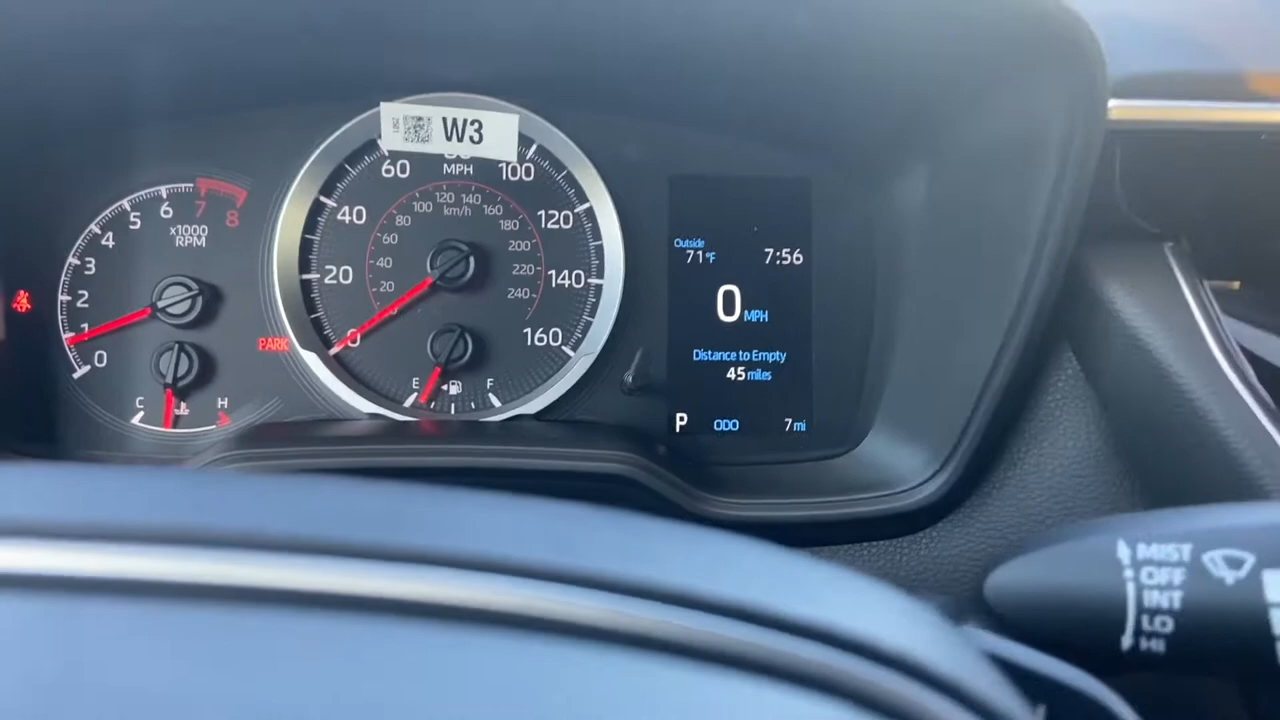 W3
60
MPH
100
40
120
20
140
0
160
100
120
140
160
km/h
80
180
60
200
40
220
20
240
E
F
5
6
7
8
4
x1000
RPM
3
2
1
0
C
H
PARK
Outside
71°F
7:56
0 MPH
Distance to Empty
45 miles
P ODO 7 mi
MIST
OFF
INT
LO
HI